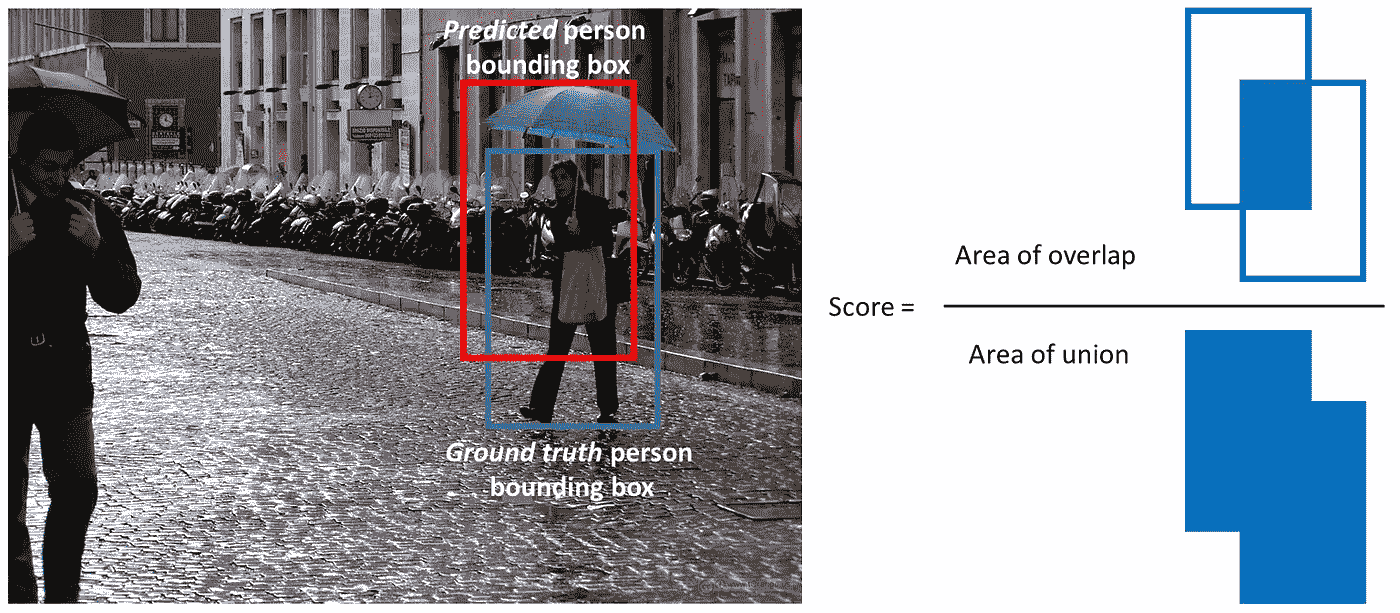 Predicted person
bounding box
Ground truth person
bounding box
Score =
Area of overlap
Area of union